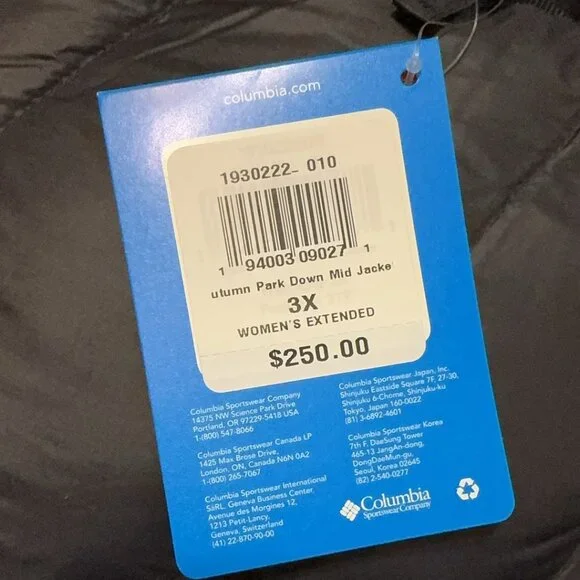 columbia.com
1930222- 010
1 94003 09027 1
utumn Park Down Mid Jacke
3X
WOMEN'S EXTENDED
$250.00
Columbia Sportswear Company
14375 NW Science Park Drive
Portland, OR 97229-5418 USA
1-(800) 547-8066
Columbia Sportswear Canada LP
1425 Max Brose Drive,
London, ON, Canada N6N 0A2
1-(800) 265-7067
Columbia Sportswear International
SàRL, Geneva Business Center,
Avenue des Morgines 12,
1213 Petit-Lancy,
Geneva, Switzerland
(41) 22-870-90-00
Columbia Sportswear Japan, Inc.
Shinjuku Eastside Square 7F, 27-30,
Shinjuku 6-Chome, Shinjuku-ku
Tokyo, Japan 160-0022
(81) 3-6892-4601
Columbia Sportswear Korea
7th F. DaeSung Tower
465-13 JangAn-dong,
DongDaeMun-gu,
Seoul, Korea 02645
(82) 2-540-0277
Columbia
Sportswear Company